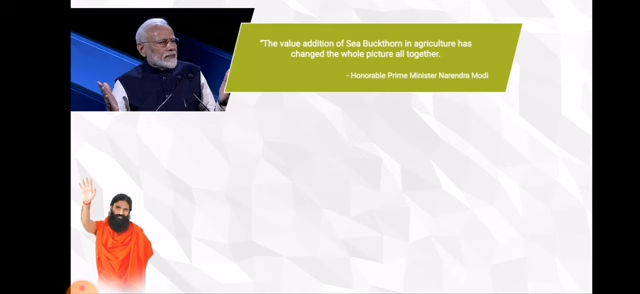 "The value addition of Sea Buckthorn in agriculture has
changed the whole picture all together.
- Honorable Prime Minister Narendra Modi